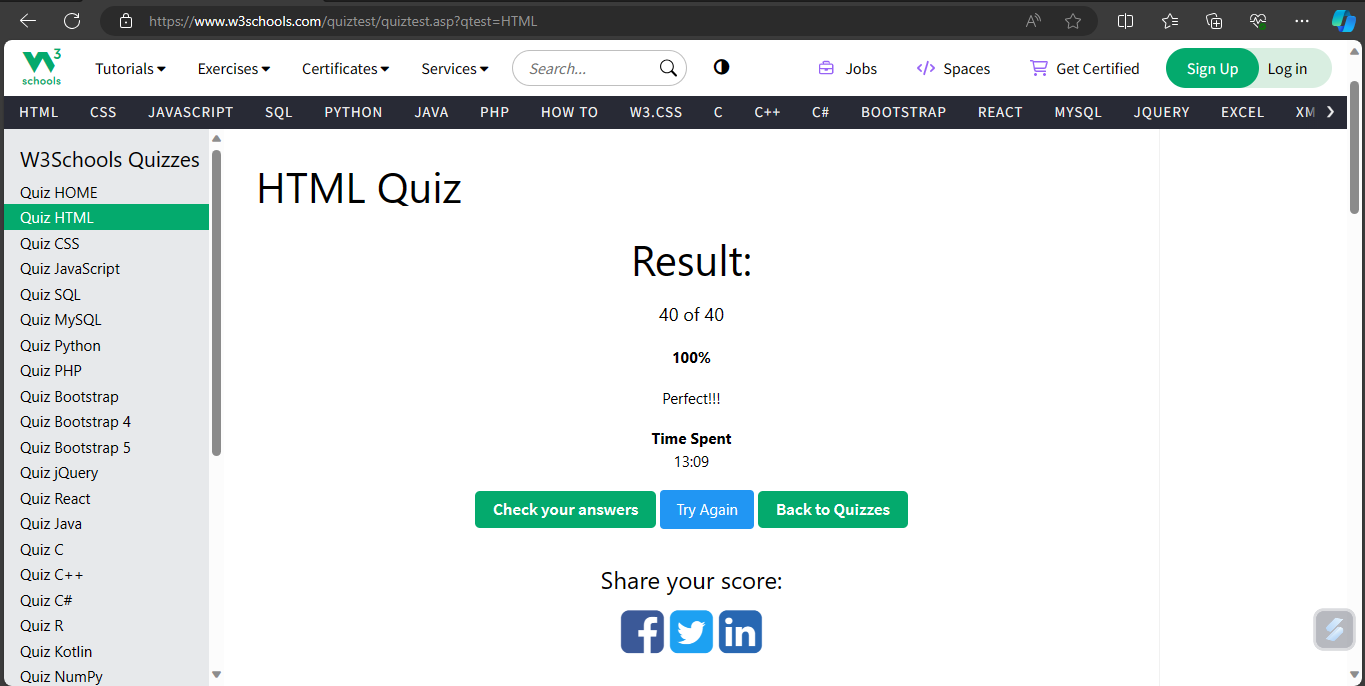 https://www.w3schools.com/quiztest/quiztest.asp?qtest=HTML
W3 schools
Tutorials Exercises Certificates Services Search... Jobs Spaces Get Certified Sign Up Log in
HTML CSS JAVASCRIPT SQL PYTHON JAVA PHP HOW TO W3.CSS C C++ C# BOOTSTRAP REACT MYSQL JQUERY EXCEL XM
W3Schools Quizzes
Quiz HOME
Quiz HTML
Quiz CSS
Quiz JavaScript
Quiz SQL
Quiz MySQL
Quiz Python
Quiz PHP
Quiz Bootstrap
Quiz Bootstrap 4
Quiz Bootstrap 5
Quiz jQuery
Quiz React
Quiz Java
Quiz C
Quiz C++
Quiz C#
Quiz R
Quiz Kotlin
Quiz NumPy
HTML Quiz
Result:
40 of 40
100%
Perfect!!!
Time Spent
13:09
Check your answers Try Again Back to Quizzes
Share your score: